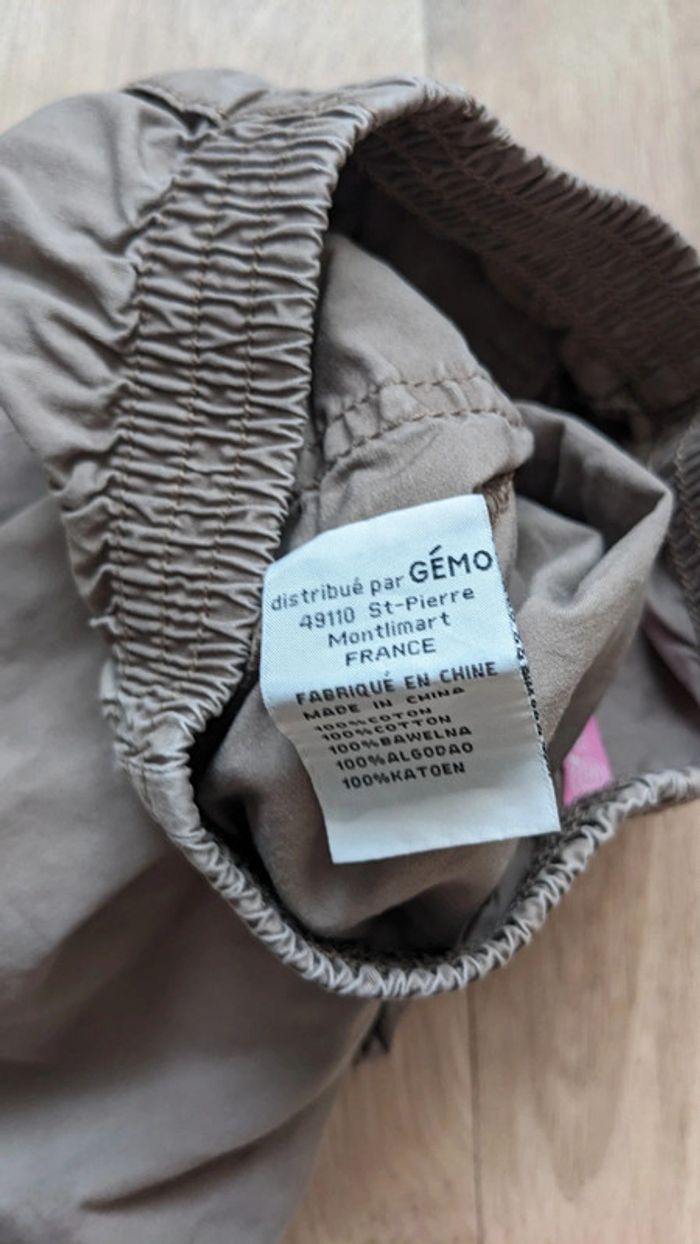 distribué par GÉMO
49110 St-Pierre
Montlimart
FRANCE
FABRIQUÉ EN CHINE
MADE IN CHINA
100%COTON
100%COTTON
100%BAWELNA
100%ALGODAO
100%KATOEN